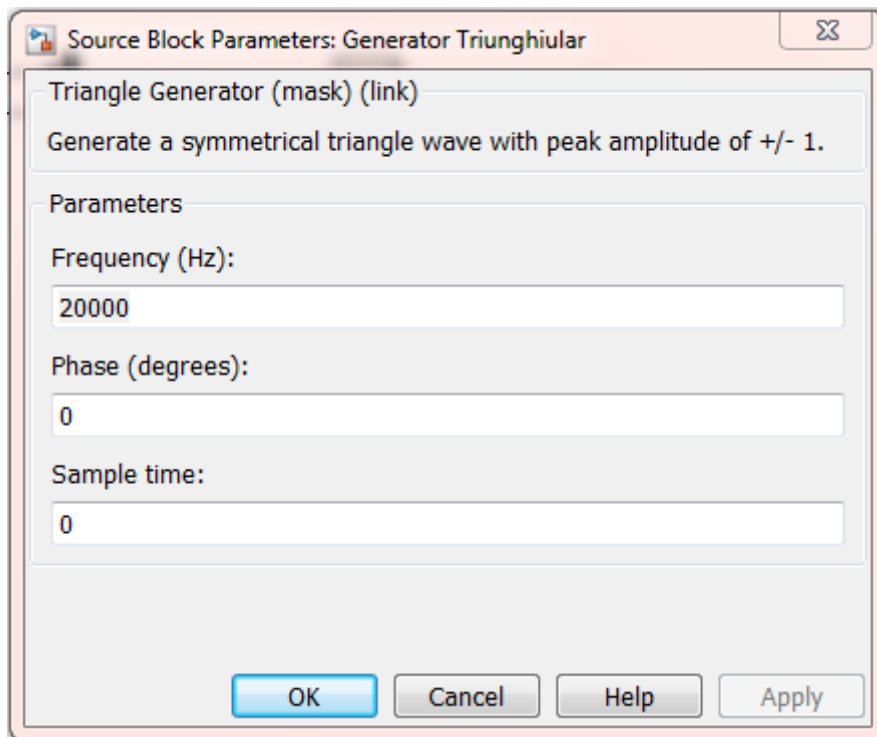 Source Block Parameters: Generator Triunghiular
Triangle Generator (mask) (link)
Generate a symmetrical triangle wave with peak amplitude of +/- 1.
Parameters
Frequency (Hz):
20000
Phase (degrees):
0
Sample time:
0
OK Cancel Help Apply